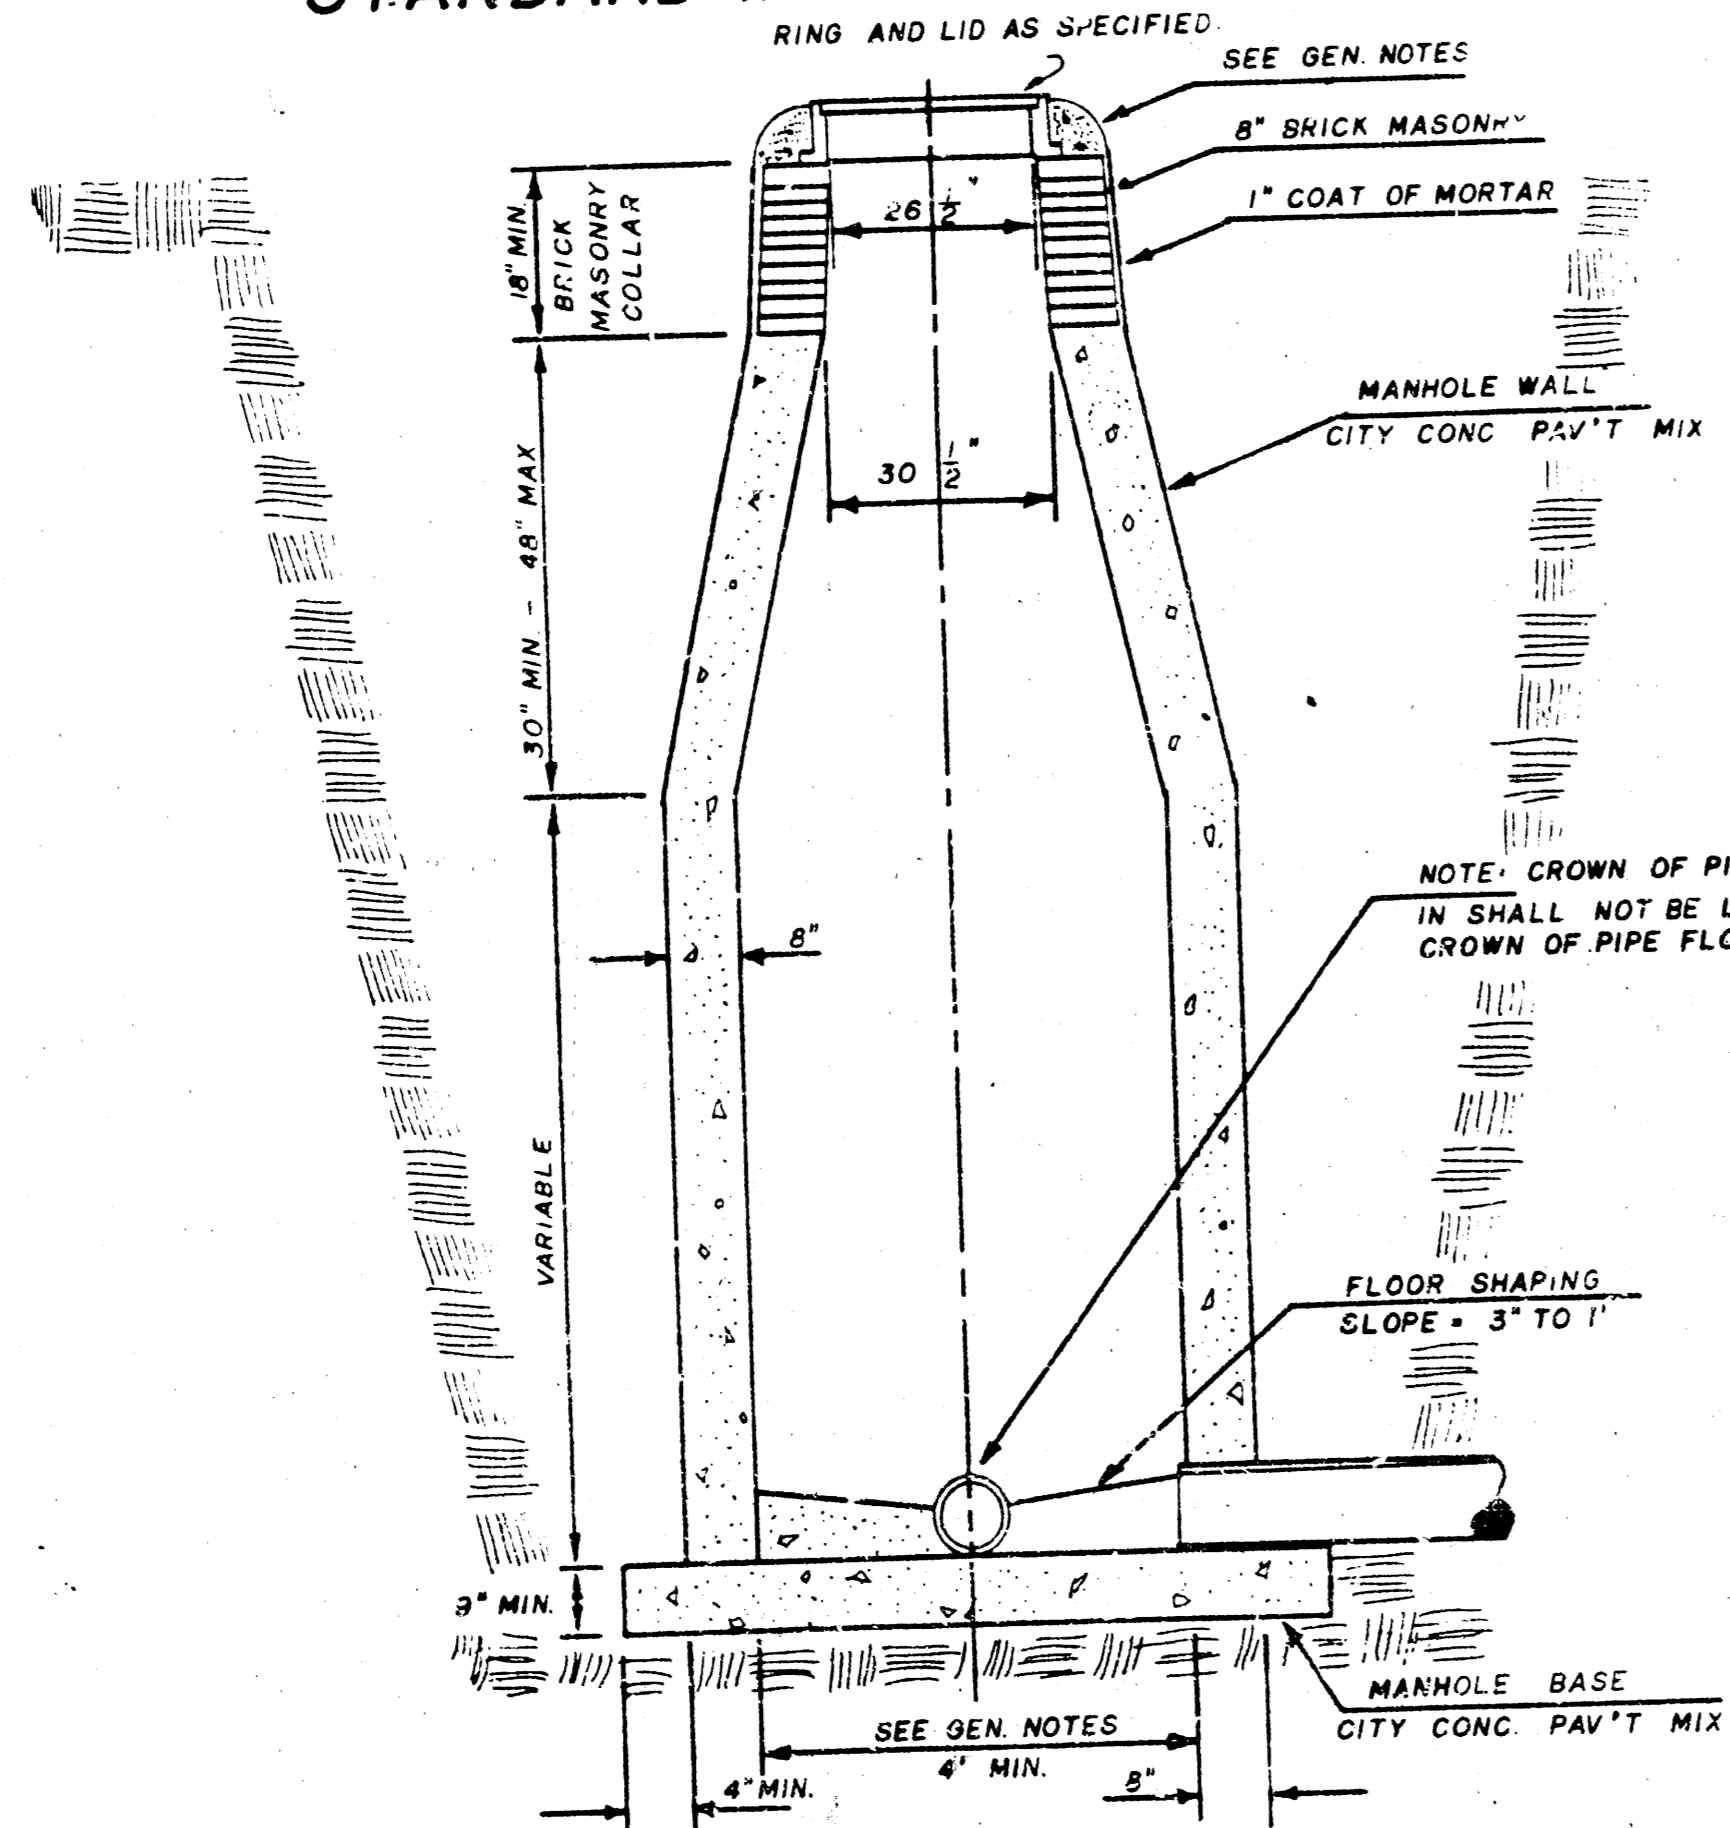 STANDARD
RING AND LID AS SPECIFIED.
SEE GEN. NOTES
8" BRICK MASONRY
1" COAT OF MORTAR
26 1/2"
18" MIN
BRICK
MASONRY
COLLAR
MANHOLE WALL
CITY CONC PAV'T MIX
30 1/2"
30" MIN - 48" MAX
NOTE: CROWN OF
IN SHALL NOT BE
CROWN OF PIPE
8"
VARIABLE
FLOOR SHAPING
SLOPE = 3" TO 1'
MIN.
MANHOLE BASE
CITY CONC. PAV'T MIX
SEE GEN. NOTES
4' MIN.
4" MIN.
8"